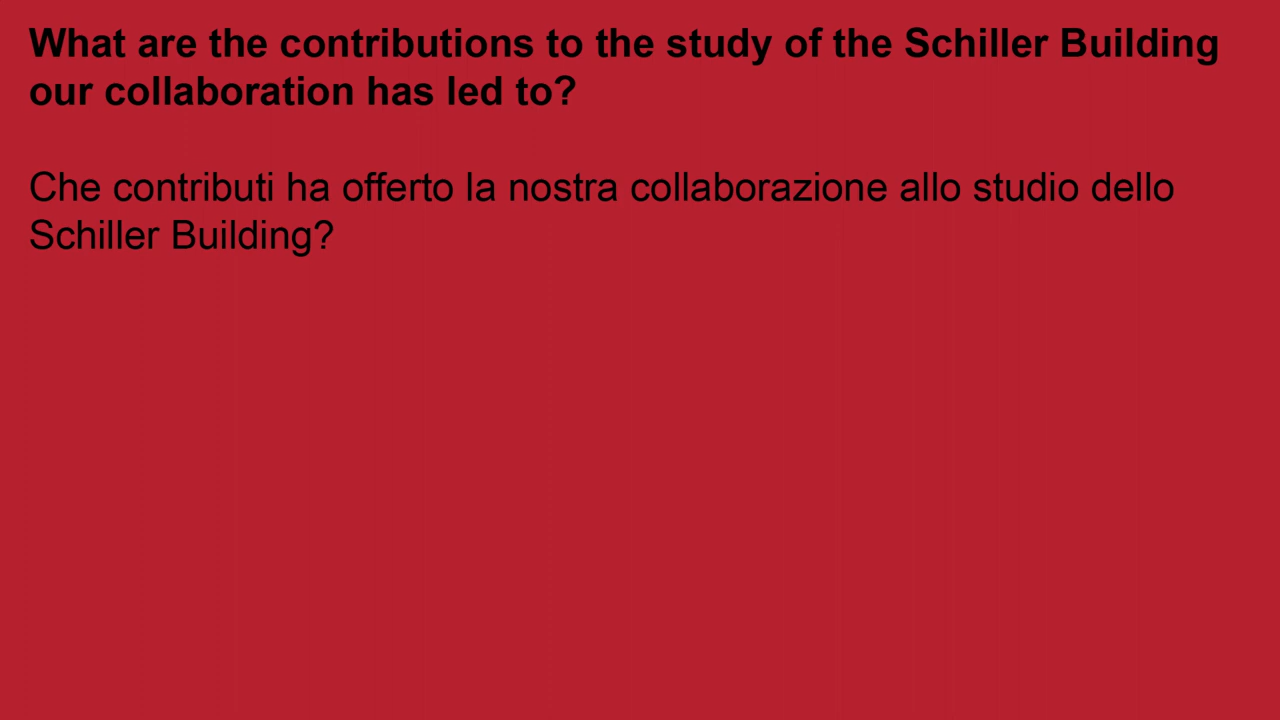 What are the contributions to the study of the Schiller Building
our collaboration has led to?
Che contributi ha offerto la nostra collaborazione allo studio dello
Schiller Building?